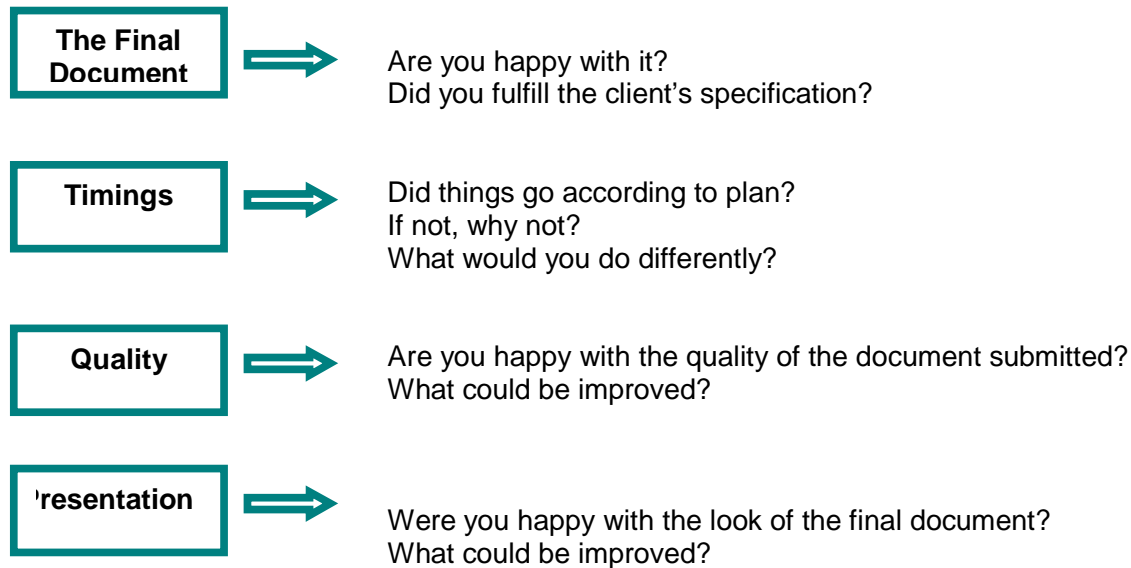 The Final
Document
Are you happy with it?
Did you fulfill the client's specification?
Timings
Did things go according to plan?
If not, why not?
What would you do differently?
Quality
Are you happy with the quality of the document submitted?
What could be improved?
Presentation
Were you happy with the look of the final document?
What could be improved?